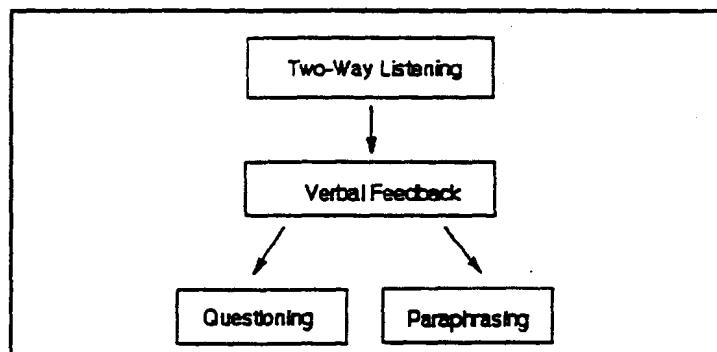 Two-Way Listening
Verbal Feedback
Questioning
Paraphrasing